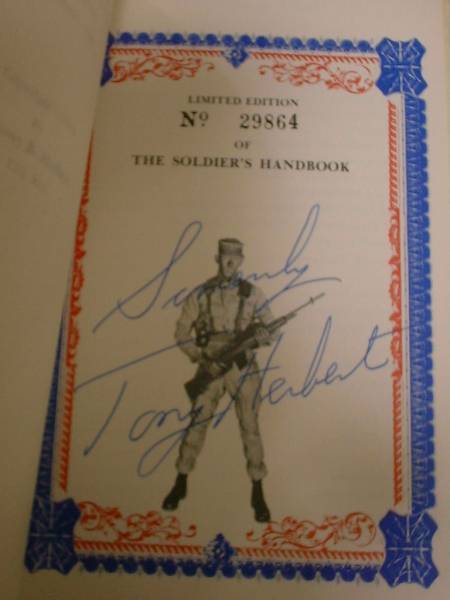 LIMITED EDITION
Nº 29864
OF
THE SOLDIER'S HANDBOOK
Sincerely
Tony Herbert